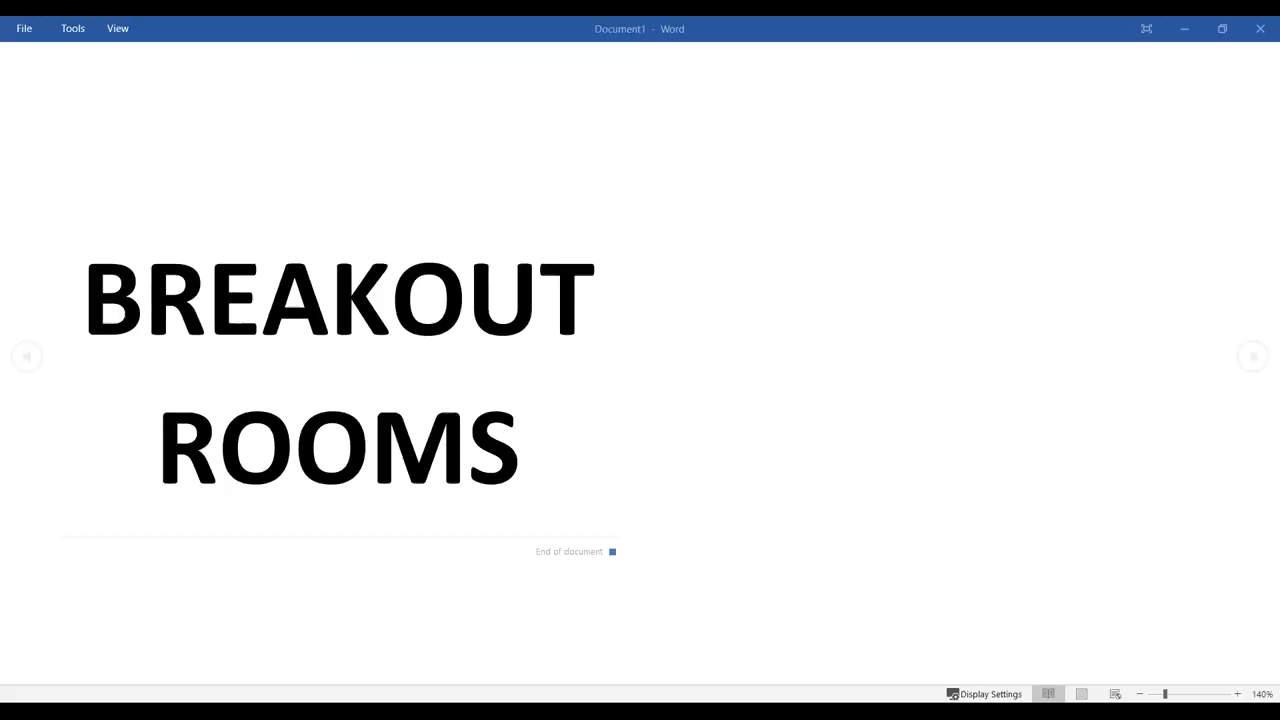 File Tools View Document1 - Word
BREAKOUT
ROOMS
End of document
Display Settings 140%